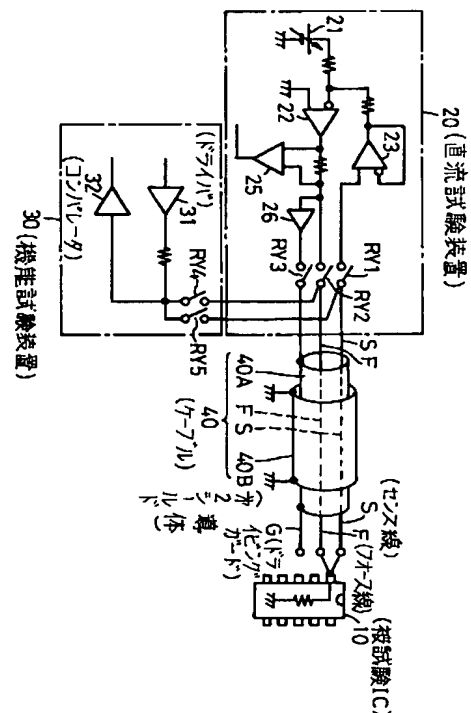 20(直流試験装置)
21
22
23
25
26
RY1
RY2
RY3
(ドライバ)
31
(コンパレータ)
32
RY4
RY5
30(機能試験装置)
S
F
40A
F
S
40B
40
(ケーブル)
(オ2シールド導体)
(センス線)
S
F(フォース線)
G(ドライビングガード)
10
(被試験IC)